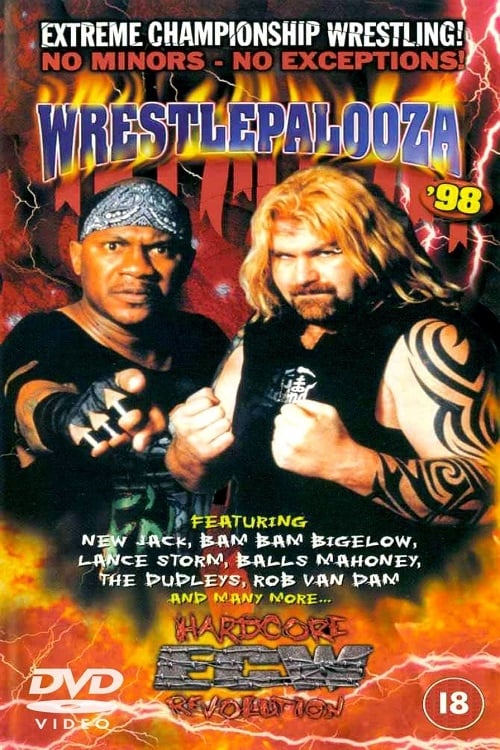 EXTREME CHAMPIONSHIP WRESTLING!
NO MINORS - NO EXCEPTIONS!
WRESTLEPALOOZA
'98
FEATURING
NEW JACK, BAM BAM BIGELOW,
LANCE STORM, BALLS MAHONEY,
THE DUDLEYS, ROB VAN DAM
AND MANY MORE...
HARDCORE
ECW
REVOLUTION
DVD
VIDEO
18